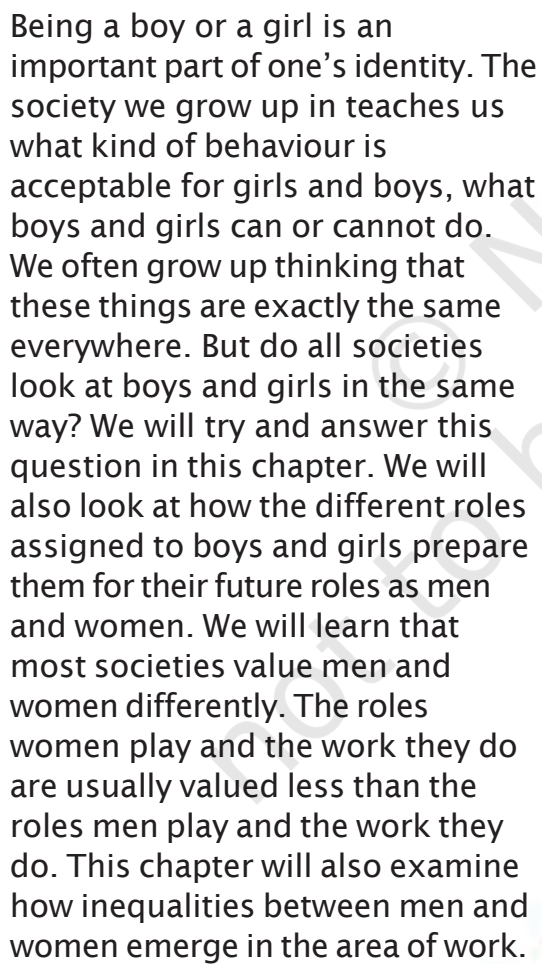 Being a boy or a girl is an
important part of one’s identity. The
society we grow up in teaches us
what kind of behaviour is
acceptable for girls and boys, what
boys and girls can or cannot do.
We often grow up thinking that
these things are exactly the same
everywhere. But do all societies
look at boys and girls in the same
way? We will try and answer this
question in this chapter. We will
also look at how the different roles
assigned to boys and girls prepare
them for their future roles as men
and women. We will learn that
most societies value men and
women differently. The roles
women play and the work they do
are usually valued less than the
roles men play and the work they
do. This chapter will also examine
how inequalities between men and
women emerge in the area of work.
© N
not to b